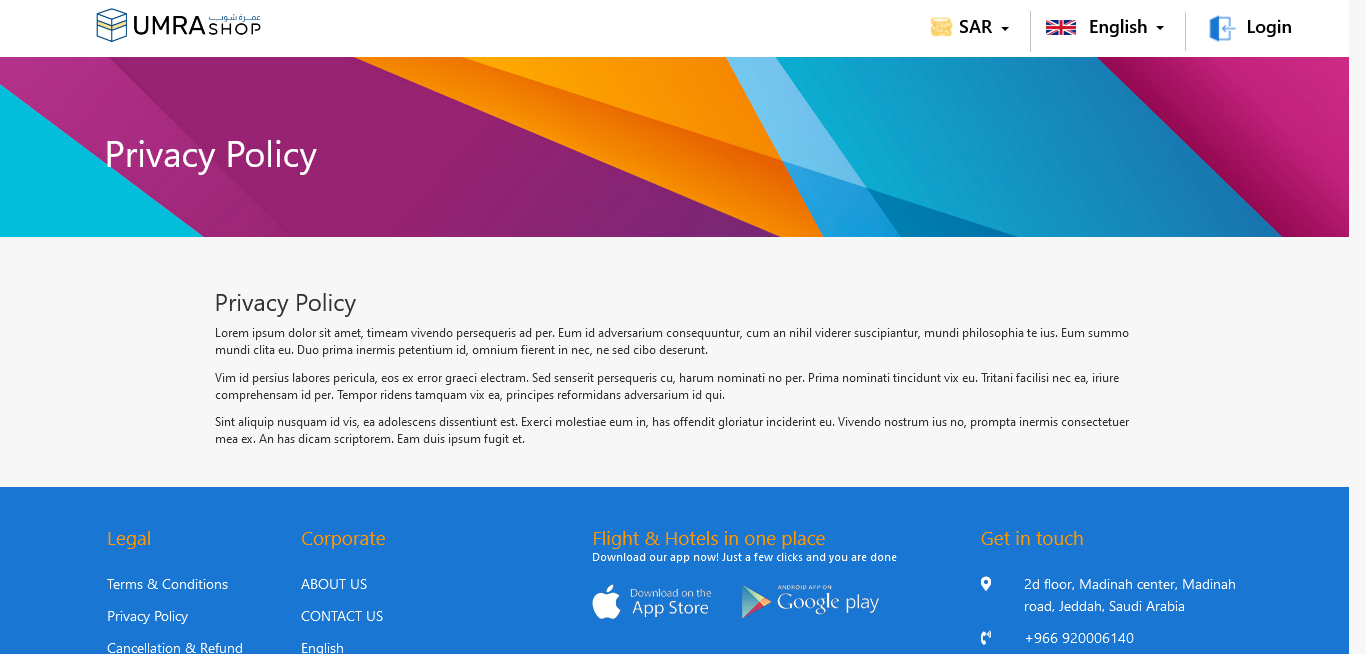 UMRA SHOP عمـرة شوب
SAR
English
Login
Privacy Policy
Privacy Policy
Lorem ipsum dolor sit amet, timeam vivendo persequeris ad per. Eum id adversarium consequuntur, cum an nihil viderer suscipiantur, mundi philosophia te ius. Eum summo
mundi clita eu. Duo prima inermis petentium id, omnium fierent in nec, ne sed cibo deserunt.
Vim id persius labores pericula, eos ex error graeci electram. Sed senserit persequeris cu, harum nominati no per. Prima nominati tincidunt vix eu. Tritani facilisi nec ea, iriure
comprehensam id per. Tempor ridens tamquam vix ea, principes reformidans adversarium id qui.
Sint aliquip nusquam id vis, ea adolescens dissentiunt est. Exerci molestiae eum in, has offendit gloriatur inciderint eu. Vivendo nostrum ius no, prompta inermis consectetuer
mea ex. An has dicam scriptorem. Eam duis ipsum fugit et.
Legal
Terms & Conditions
Privacy Policy
Cancellation & Refund
Corporate
ABOUT US
CONTACT US
English
Flight & Hotels in one place
Download our app now! Just a few clicks and you are done
Download on the
App Store
ANDROID APP ON
Google play
Get in touch
2d floor, Madinah center, Madinah
road, Jeddah, Saudi Arabia
+966 920006140